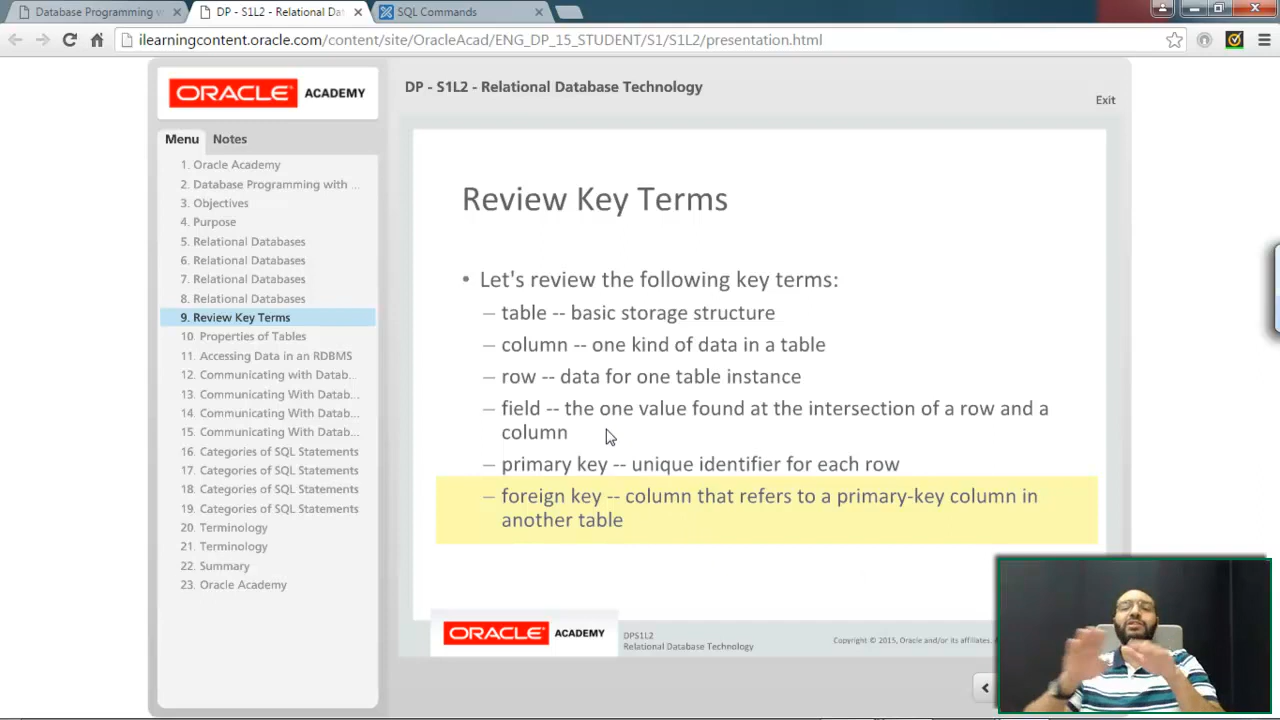 Database Programming w
DP - S1L2 - Relational Da
SQL Commands
ilearningcontent.oracle.com/content/site/OracleAcad/ENG_DP_15_STUDENT/S1/S1L2/presentation.html
ORACLE ACADEMY
DP - S1L2 - Relational Database Technology
Exit
Menu Notes
1. Oracle Academy
2. Database Programming with ...
3. Objectives
4. Purpose
5. Relational Databases
6. Relational Databases
7. Relational Databases
8. Relational Databases
9. Review Key Terms
10. Properties of Tables
11. Accessing Data in an RDBMS
12. Communicating with Datab...
13. Communicating With Datab...
14. Communicating With Datab...
15. Communicating With Datab...
16. Categories of SQL Statements
17. Categories of SQL Statements
18. Categories of SQL Statements
19. Categories of SQL Statements
20. Terminology
21. Terminology
22. Summary
23. Oracle Academy
Review Key Terms
• Let's review the following key terms:
– table -- basic storage structure
– column -- one kind of data in a table
– row -- data for one table instance
– field -- the one value found at the intersection of a row and a
column
– primary key -- unique identifier for each row
– foreign key -- column that refers to a primary-key column in
another table
ORACLE ACADEMY
DPS1L2
Relational Database Technology
Copyright © 2015, Oracle and/or its affiliates.